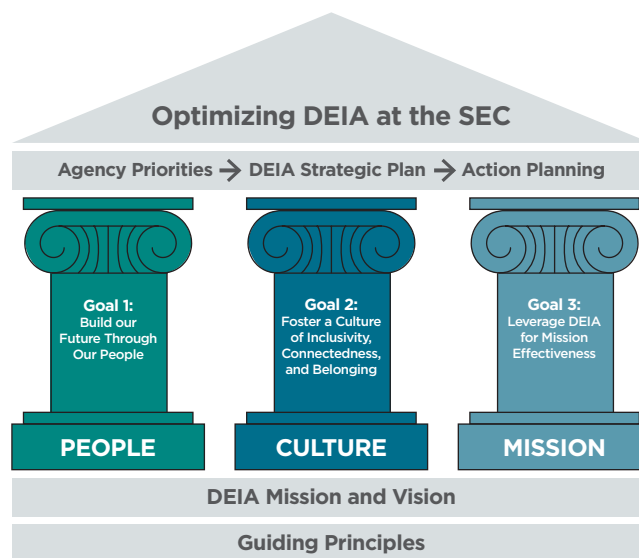 Optimizing DEIA at the SEC
Agency Priorities → DEIA Strategic Plan → Action Planning
Goal 1:
Build our
Future Through
Our People
PEOPLE
Goal 2:
Foster a Culture
of Inclusivity,
Connectedness,
and Belonging
CULTURE
Goal 3:
Leverage DEIA
for Mission
Effectiveness
MISSION
DEIA Mission and Vision
Guiding Principles